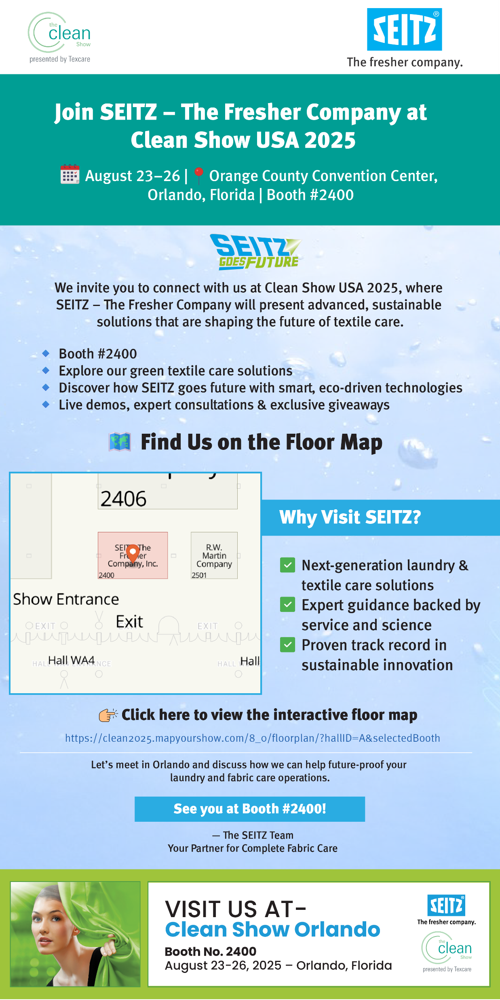 the
clean
Show
presented by Texcare
SEITZ®
The fresher company.
Join SEITZ – The Fresher Company at
Clean Show USA 2025
August 23–26 | Orange County Convention Center,
Orlando, Florida | Booth #2400
SEITZ
GOES FUTURE
We invite you to connect with us at Clean Show USA 2025, where
SEITZ – The Fresher Company will present advanced, sustainable
solutions that are shaping the future of textile care.
Booth #2400
Explore our green textile care solutions
Discover how SEITZ goes future with smart, eco-driven technologies
Live demos, expert consultations & exclusive giveaways
Find Us on the Floor Map
2406
The
Company, Inc.
2400
R.W.
Martin
Company
2501
Show Entrance
Exit
EXIT
EXIT
Hall WA4
HALL
Hall
Why Visit SEITZ?
Next-generation laundry &
textile care solutions
Expert guidance backed by
service and science
Proven track record in
sustainable innovation
Click here to view the interactive floor map
https://clean2025.mapyourshow.com/8_0/floorplan/?hallID=A&selectedBooth
Let's meet in Orlando and discuss how we can help future-proof your
laundry and fabric care operations.
See you at Booth #2400!
— The SEITZ Team
Your Partner for Complete Fabric Care
VISIT US AT-
Clean Show Orlando
Booth No. 2400
August 23-26, 2025 – Orlando, Florida
SEITZ®
The fresher company.
the
clean
Show
presented by Texcare